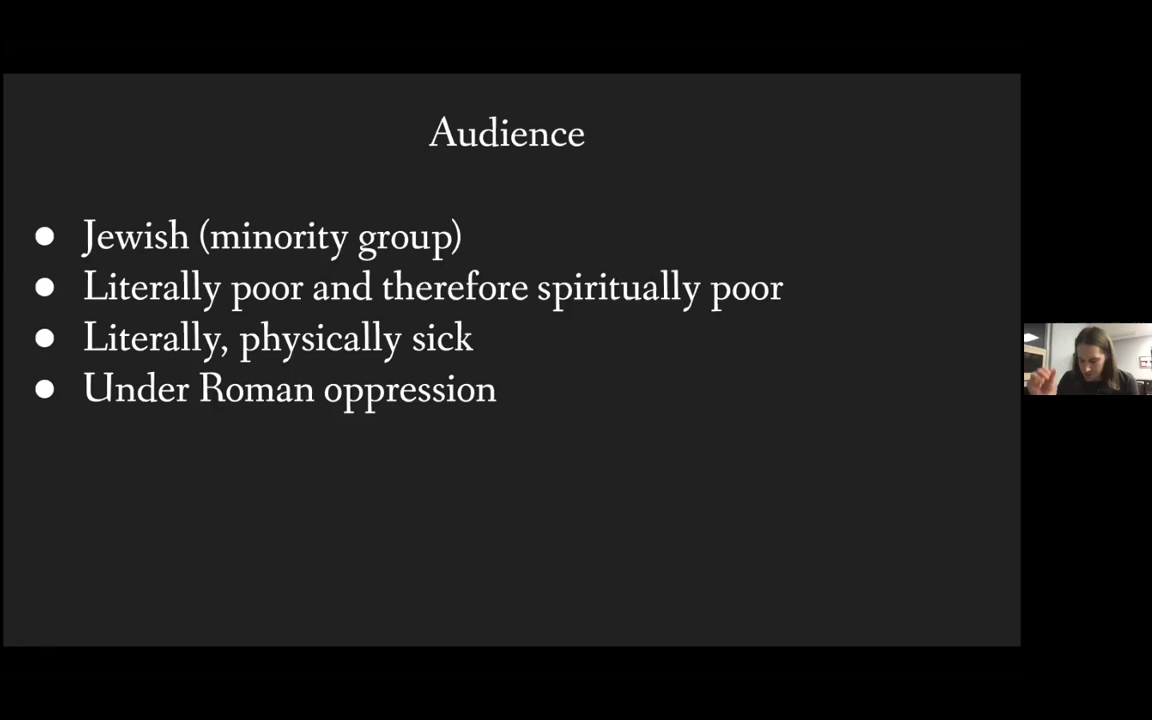 Audience
● Jewish (minority group)
● Literally poor and therefore spiritually poor
● Literally, physically sick
● Under Roman oppression